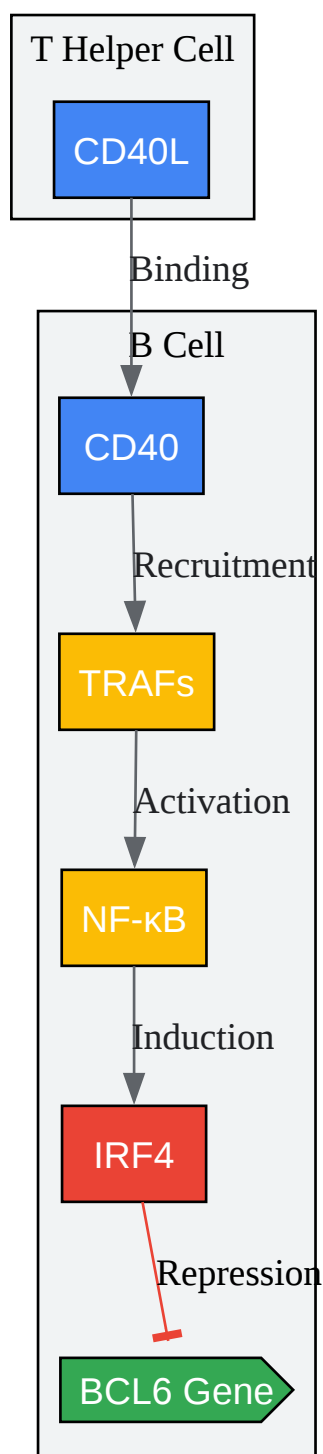 T Helper Cell
CD40L
Binding
B Cell
CD40
Recruitment
TRAFs
Activation
NF-κB
Induction
IRF4
Repression
BCL6 Gene